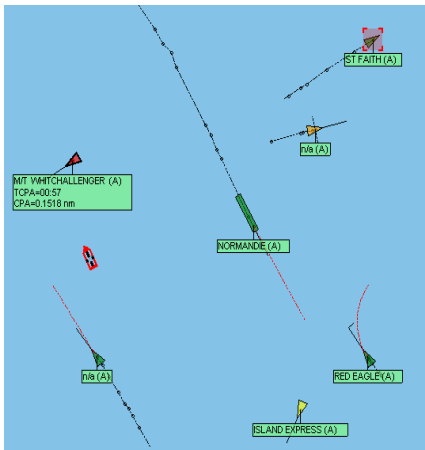 ST FAITH (A)
n/a (A)
M/T WHITCHALLENGER (A)
TCPA=00:57
CPA=0.1518 nm
NORMANDIE (A)
n/a (A)
RED EAGLE (A)
ISLAND EXPRESS (A)